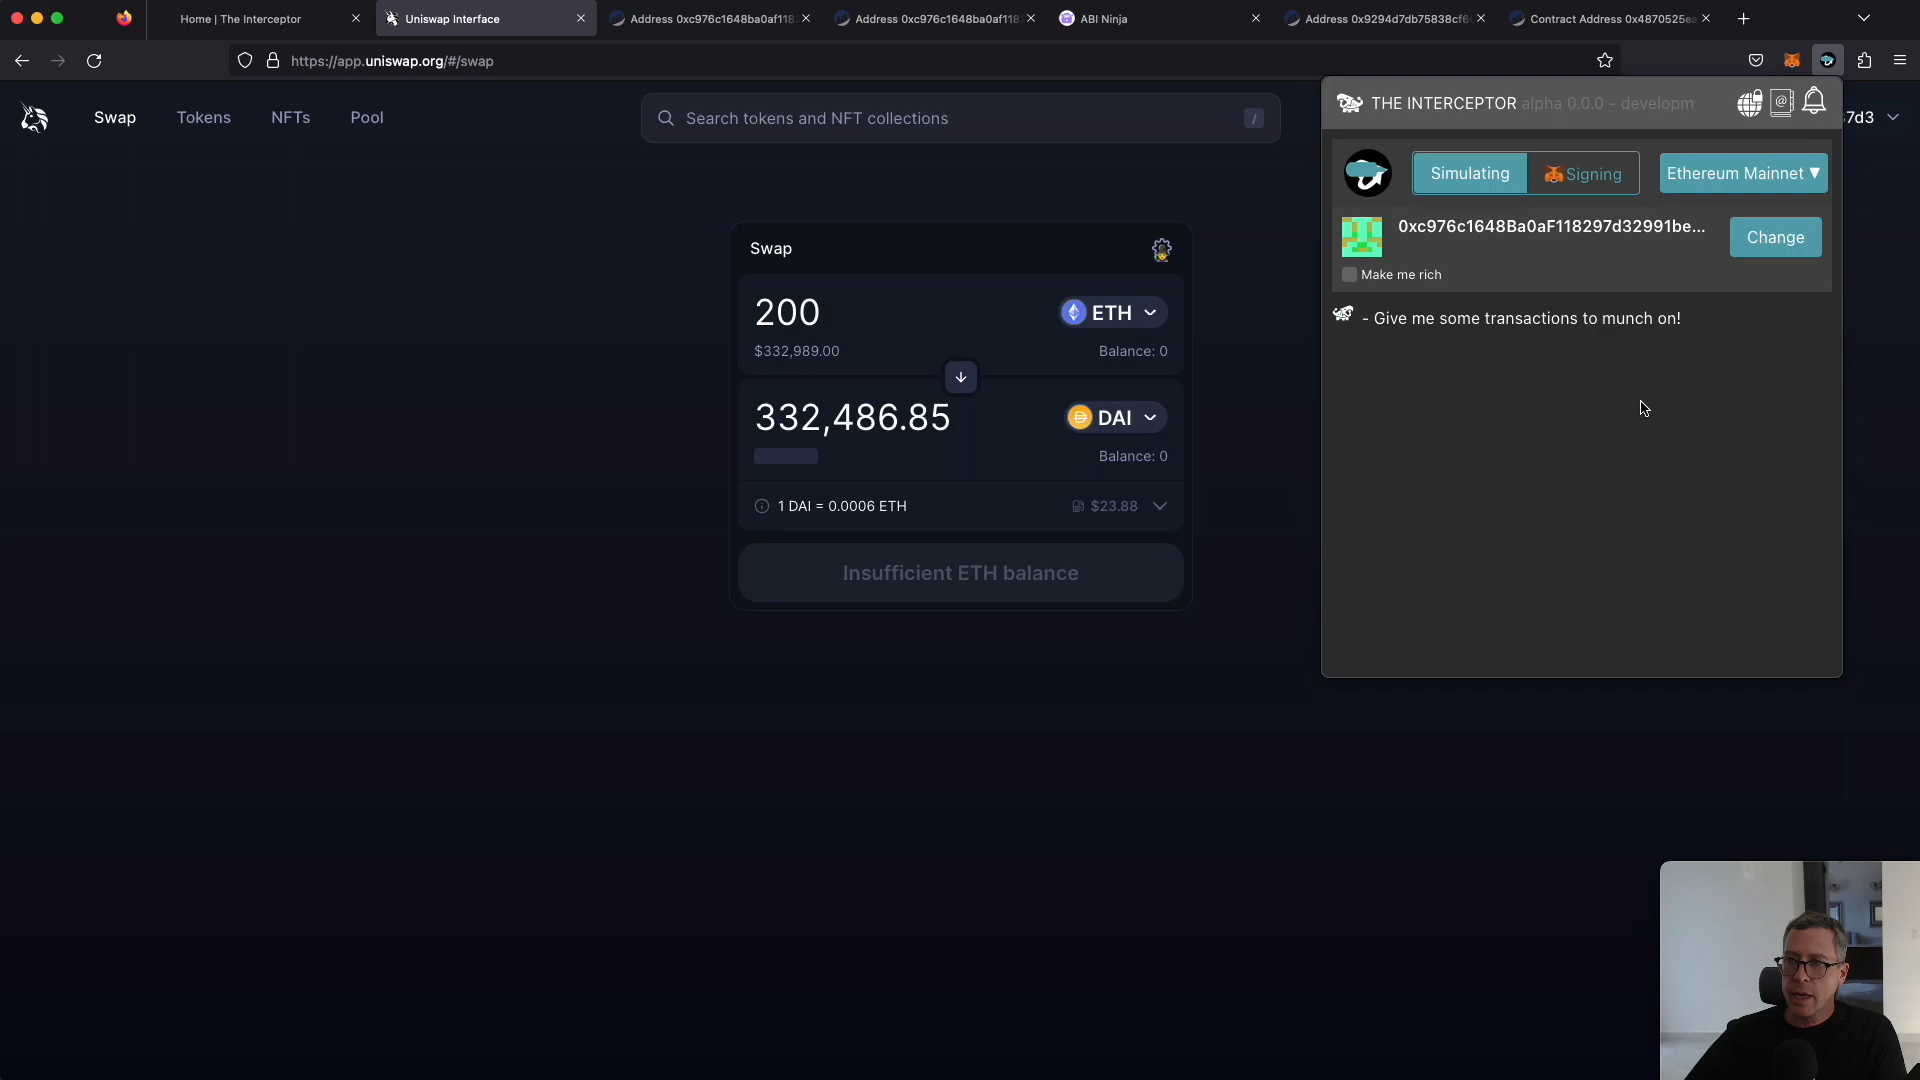 Home | The Interceptor
Uniswap Interface
Address 0xc976c1648ba0af118
Address 0xc976c1648ba0af118
ABI Ninja
Address 0x9294d7db75838cf6
Contract Address 0x4870525ea
https://app.uniswap.org/#/swap
Swap
Tokens
NFTs
Pool
Search tokens and NFT collections
/
7d3
THE INTERCEPTOR alpha 0.0.0 - developm
Simulating
Signing
Ethereum Mainnet ▼
0xc976c1648Ba0aF118297d32991be...
Change
Make me rich
- Give me some transactions to munch on!
Swap
200
ETH
$332,989.00
Balance: 0
332,486.85
DAI
Balance: 0
1 DAI = 0.0006 ETH
$23.88
Insufficient ETH balance